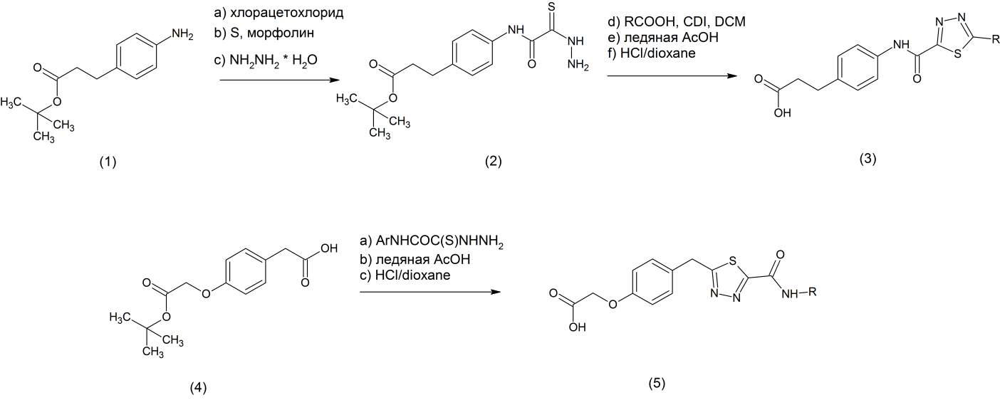 a) хлорацетохлорид
b) S, морфолин
c) NH2NH2 * H2O
d) RCOOH, CDI, DCM
e) ледяная AcOH
f) HCl/dioxane
NH2
O
O
H3C
CH3
CH3
(1)
S
NH
NH
O
NH2
O
O
H3C
CH3
CH3
(2)
N
N
R
S
NH
O
O
OH
(3)
a) ArNHCOC(S)NHNH2
b) ледяная AcOH
c) HCl/dioxane
OH
O
O
O
O
H3C
CH3
CH3
(4)
S
O
N
N
NH
R
O
O
OH
(5)